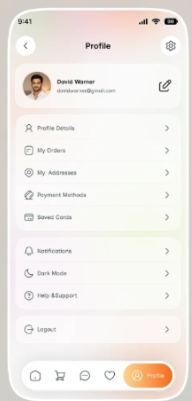 9:41
Profile
David Warner
davidwarner@gmail.com
Profile Details
My Orders
My Addresses
Payment Methods
Saved Cards
Notifications
Dark Mode
Help &Support
Logout
Profile